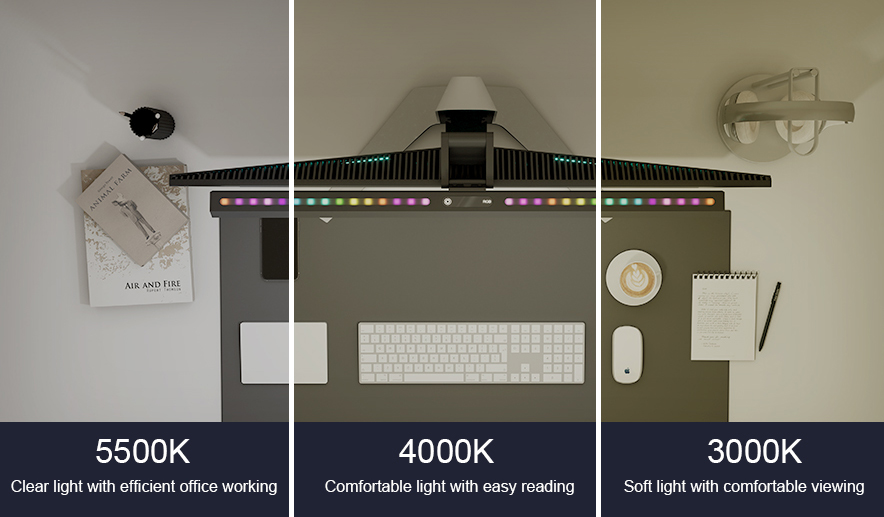 ANIMAL FARM
AIR AND FIRE
RGB
5500K
Clear light with efficient office working
4000K
Comfortable light with easy reading
3000K
Soft light with comfortable viewing